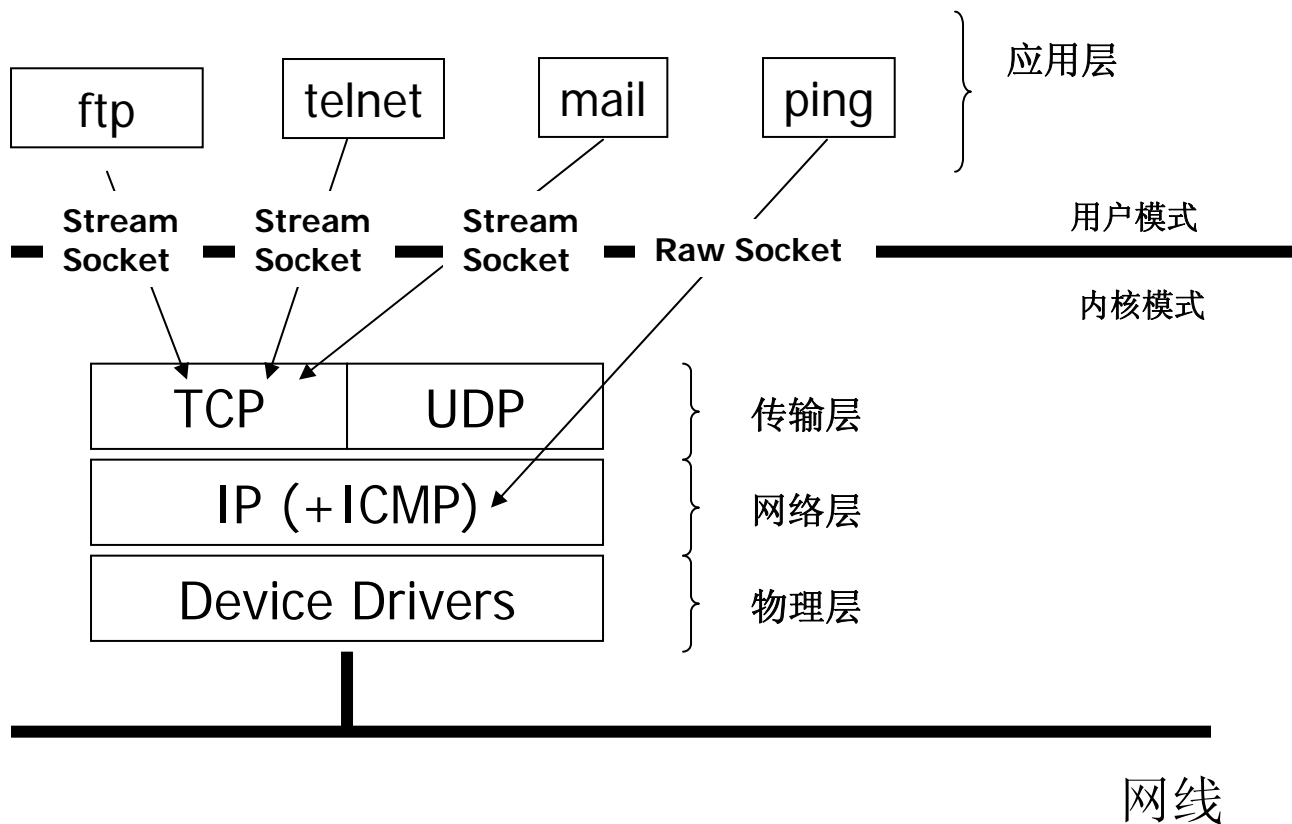 应用层
ftp
telnet
mail
ping
用户模式
Stream
Socket
Stream
Socket
Stream
Socket
Raw Socket
内核模式
TCP
UDP
传输层
IP (+ICMP)
网络层
Device Drivers
物理层
网线